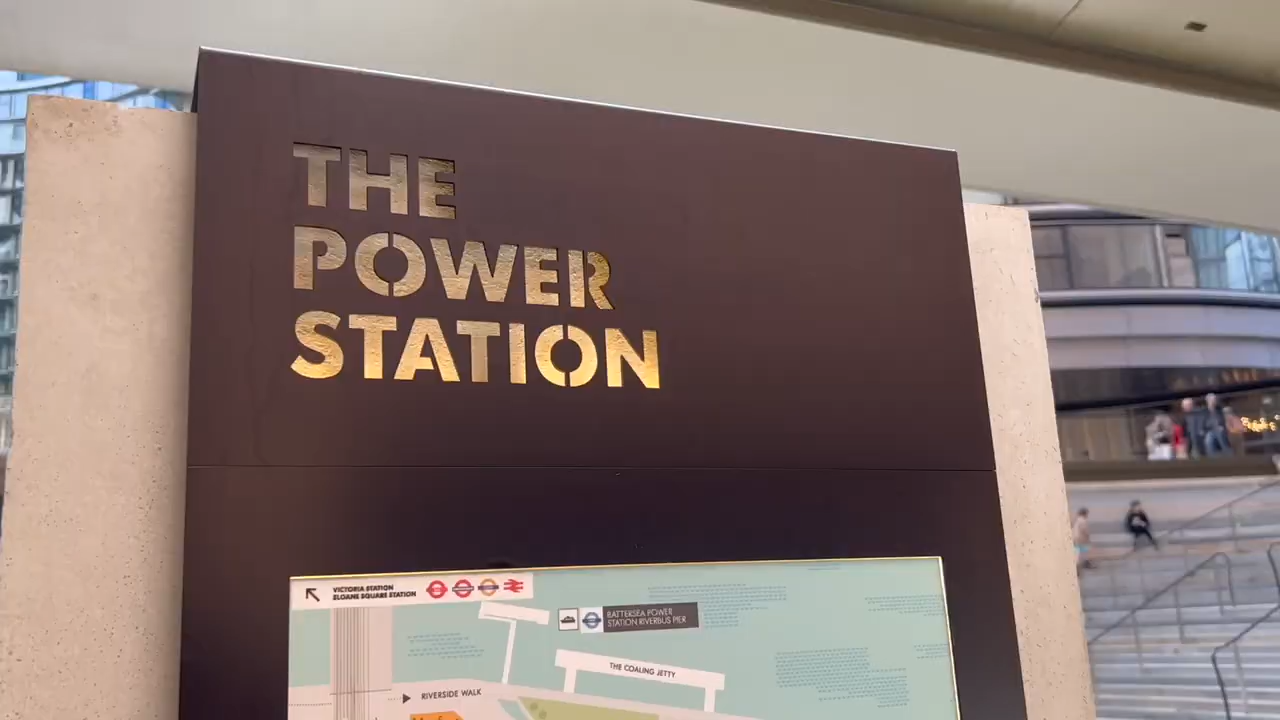 THE
POWER
STATION
VICTORIA STATION
SLOANE SQUARE STATION
BATTERSEA POWER
STATION RIVERBUS PIER
THE COALING JETTY
RIVERSIDE WALK